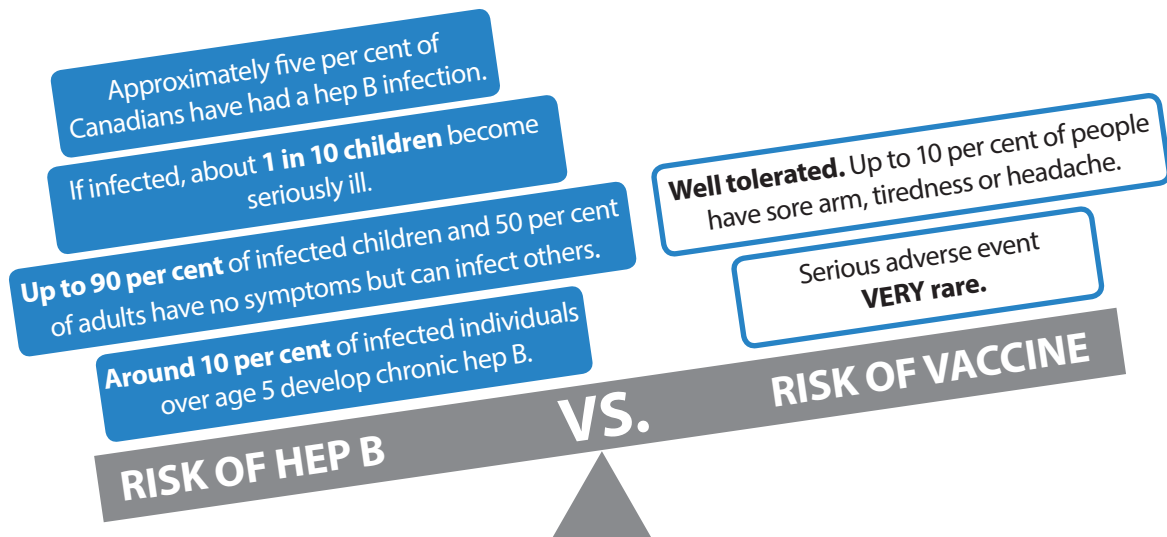 Approximately five per cent of
Canadians have had a hep B infection.
If infected, about 1 in 10 children become
seriously ill.
Up to 90 per cent of infected children and 50 per cent
of adults have no symptoms but can infect others.
Around 10 per cent of infected individuals
over age 5 develop chronic hep B.
RISK OF HEP B
VS.
Well tolerated. Up to 10 per cent of people
have sore arm, tiredness or headache.
Serious adverse event
VERY rare.
RISK OF VACCINE